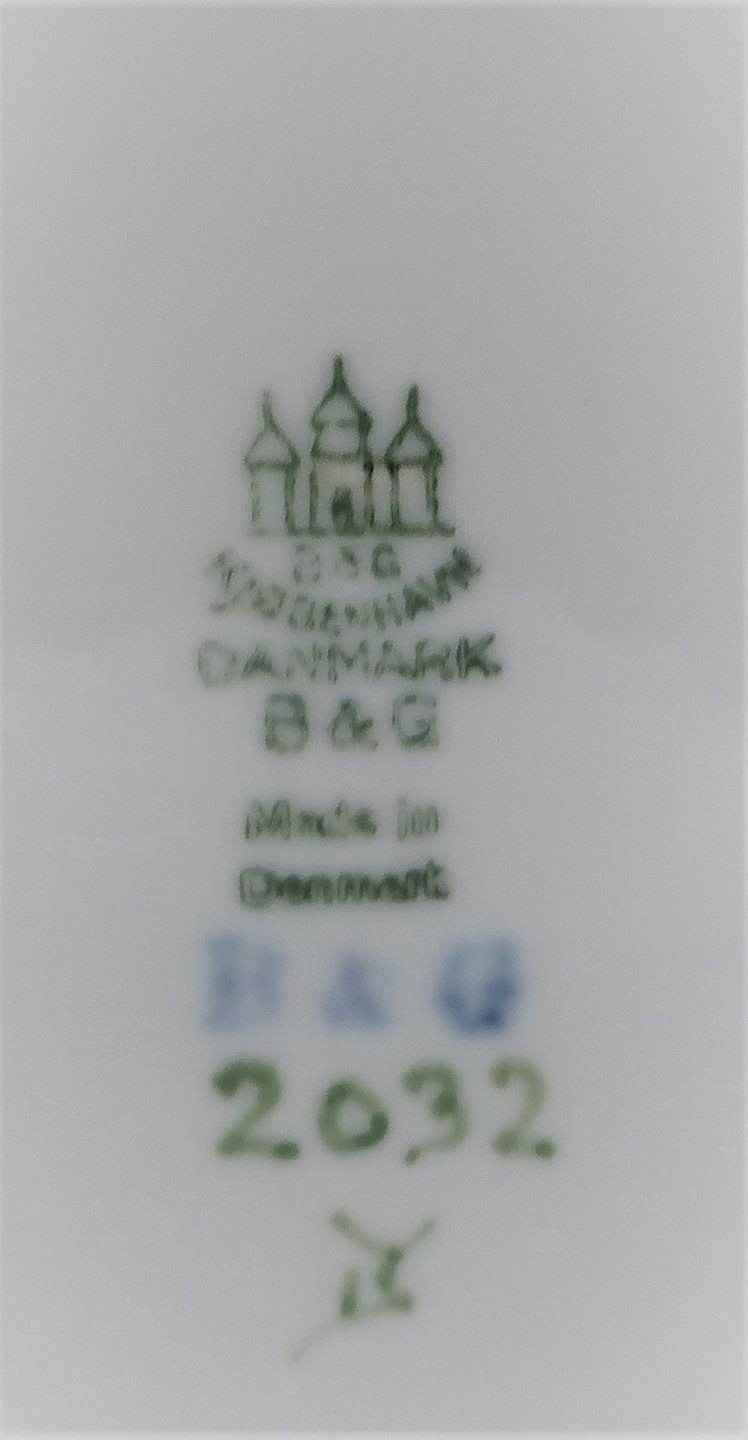 B & G
KJØBENHAVN
DANMARK
B & G
Made in
Denmark
B & G
2032